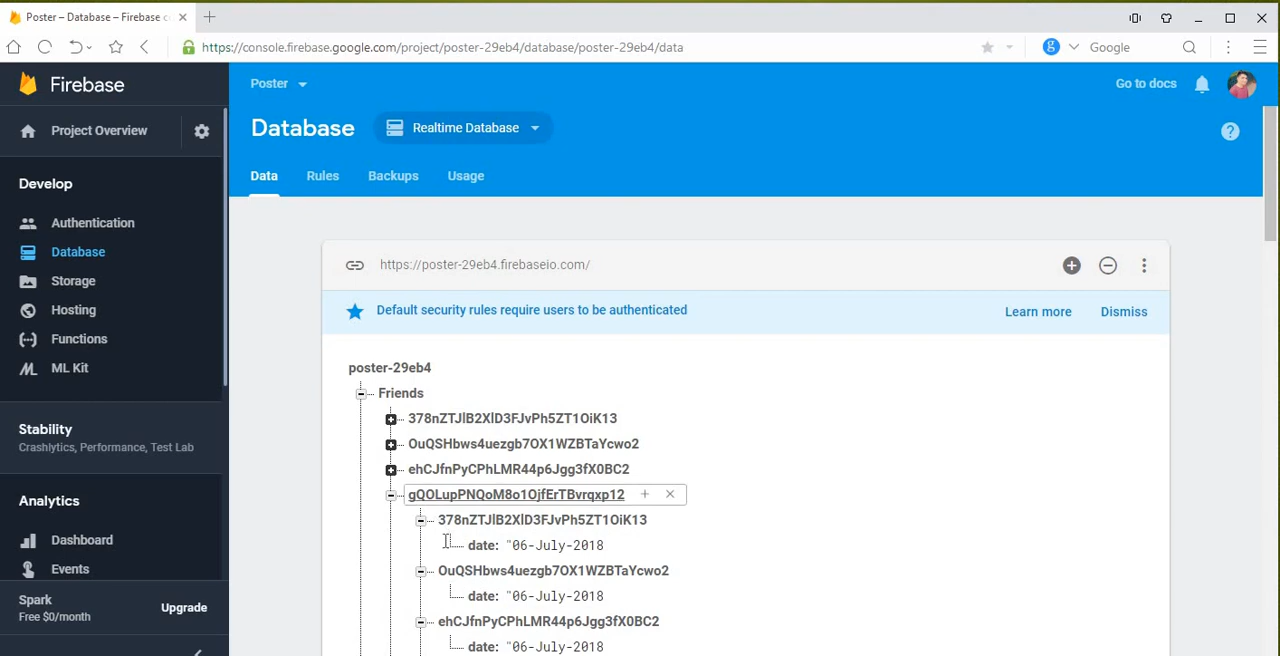 Poster – Database – Firebase c
https://console.firebase.google.com/project/poster-29eb4/database/poster-29eb4/data
g
Google
Firebase
Poster
Go to docs
Project Overview
Database
Realtime Database
?
Develop
Data
Rules
Backups
Usage
Authentication
Database
Storage
Hosting
Functions
ML Kit
https://poster-29eb4.firebaseio.com/
Default security rules require users to be authenticated
Learn more
Dismiss
poster-29eb4
Friends
378nZTJlB2XlD3FJvPh5ZT1OiK13
OuQSHbws4uezgb7OX1WZBTaYcwo2
ehCJfnPyCPhLMR44p6Jgg3fX0BC2
gQOLupPNQoM8o1OjfErTBvrqxp12
378nZTJlB2XlD3FJvPh5ZT1OiK13
date: "06-July-2018
OuQSHbws4uezgb7OX1WZBTaYcwo2
date: "06-July-2018
ehCJfnPyCPhLMR44p6Jgg3fX0BC2
date: "06-July-2018
Stability
Crashlytics, Performance, Test Lab
Analytics
Dashboard
Events
Spark
Free $0/month
Upgrade